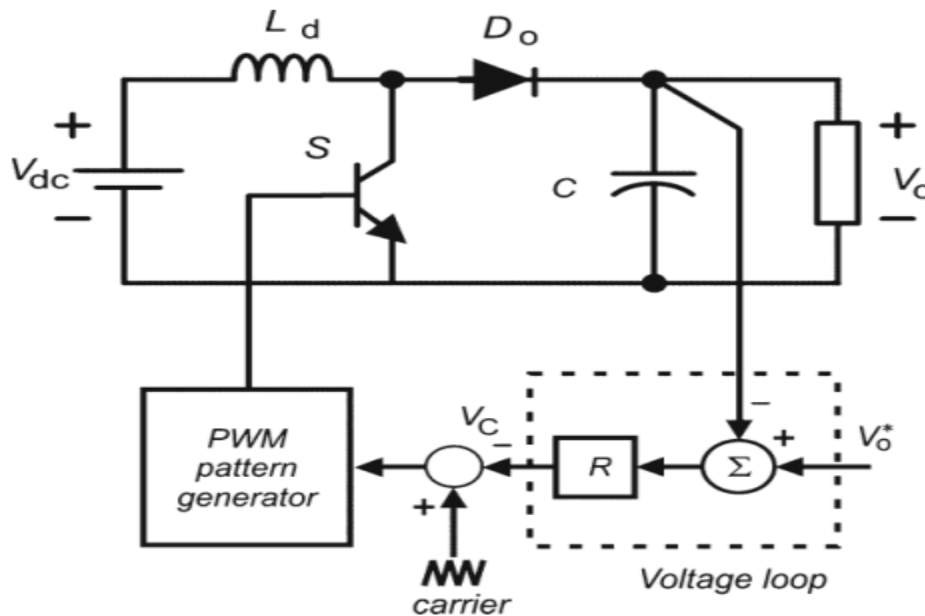 L d
D o
+
S
+
V dc
C
V o
–
–
–
V C
–
+
V o *
PWM
pattern
generator
R
Σ
+
carrier
Voltage loop